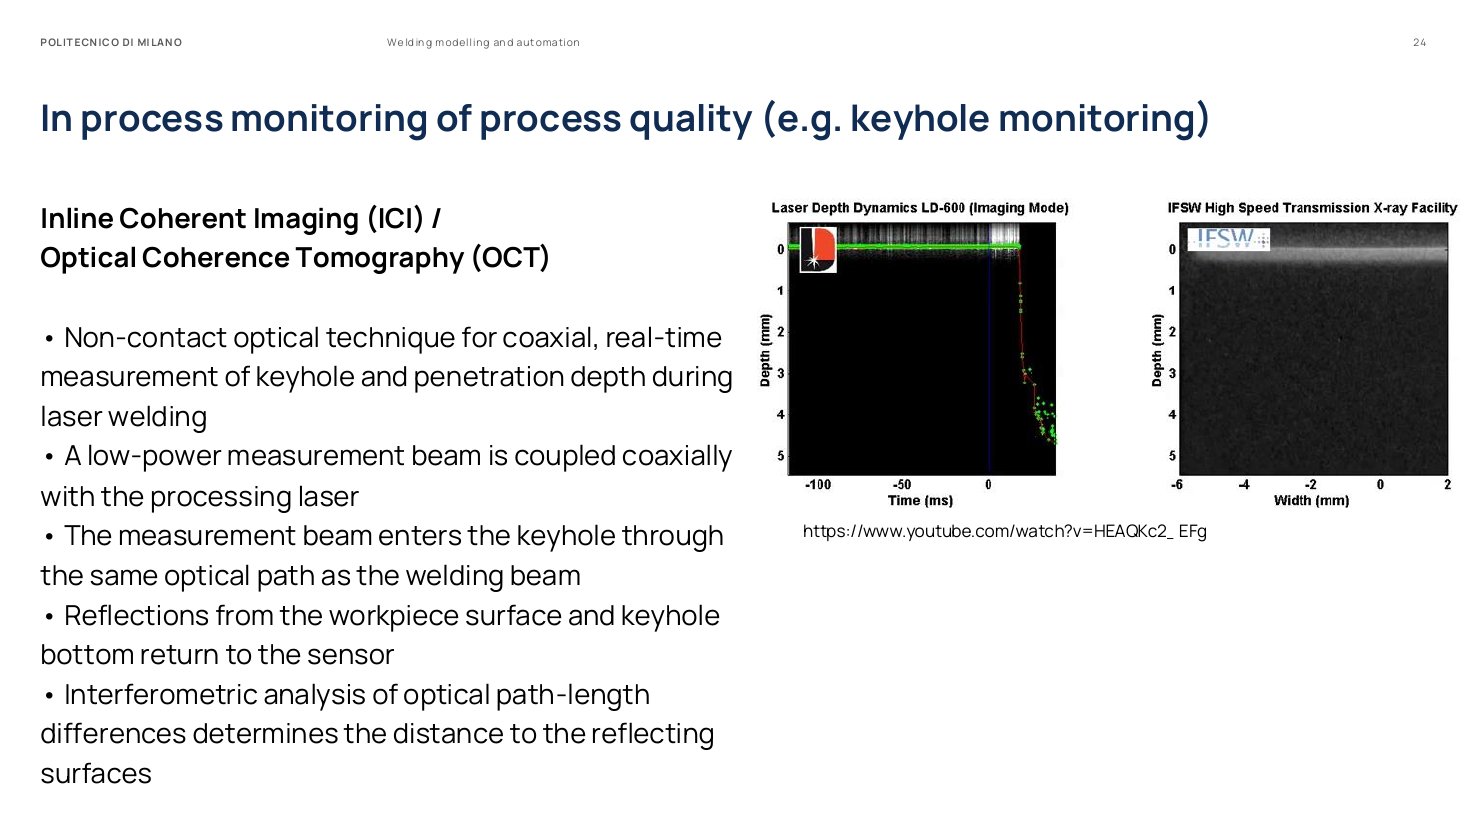 POLITECNICO DI MILANO
Welding modelling and automation
24
In process monitoring of process quality (e.g. keyhole monitoring)
Inline Coherent Imaging (ICI) /
Optical Coherence Tomography (OCT)
• Non-contact optical technique for coaxial, real-time
measurement of keyhole and penetration depth during
laser welding
• A low-power measurement beam is coupled coaxially
with the processing laser
• The measurement beam enters the keyhole through
the same optical path as the welding beam
• Reflections from the workpiece surface and keyhole
bottom return to the sensor
• Interferometric analysis of optical path-length
differences determines the distance to the reflecting
surfaces
Laser Depth Dynamics LD-600 (Imaging Mode)
Depth (mm)
0
1
2
3
4
5
-100 -50 0
Time (ms)
IFSW High Speed Transmission X-ray Facility
IFSW
Depth (mm)
0
1
2
3
4
5
-6 -4 -2 0 2
Width (mm)
https://www.youtube.com/watch?v=HEAQKc2_ EFg